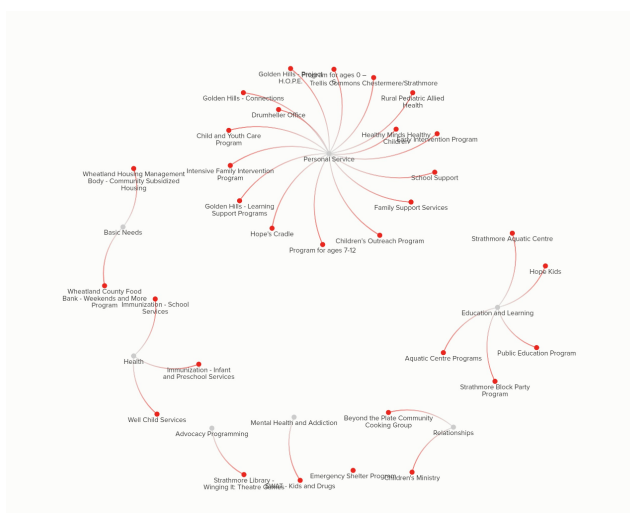 Golden Hills - Project
H.O.P.E.
Program for ages 0 –
Trellis Commons Chestermere/Strathmore
Golden Hills - Connections
Rural Pediatric Allied
Health
Drumheller Office
Child and Youth Care
Program
Healthy Minds Healthy
Children
Early Intervention Program
Personal Service
Intensive Family Intervention
Program
School Support
Wheatland Housing Management
Body - Community Subsidized
Housing
Golden Hills - Learning
Support Programs
Family Support Services
Basic Needs
Hope's Cradle
Children's Outreach Program
Program for ages 7-12
Strathmore Aquatic Centre
Hope Kids
Wheatland County Food
Bank - Weekends and More
Program
Immunization - School
Services
Education and Learning
Health
Immunization - Infant
and Preschool Services
Aquatic Centre Programs
Public Education Program
Strathmore Block Party
Program
Well Child Services
Advocacy Programming
Mental Health and Addiction
Beyond the Plate Community
Cooking Group
Relationships
Strathmore Library -
Winging It: Theatre Games
SWAT - Kids and Drugs
Emergency Shelter Program
Children's Ministry